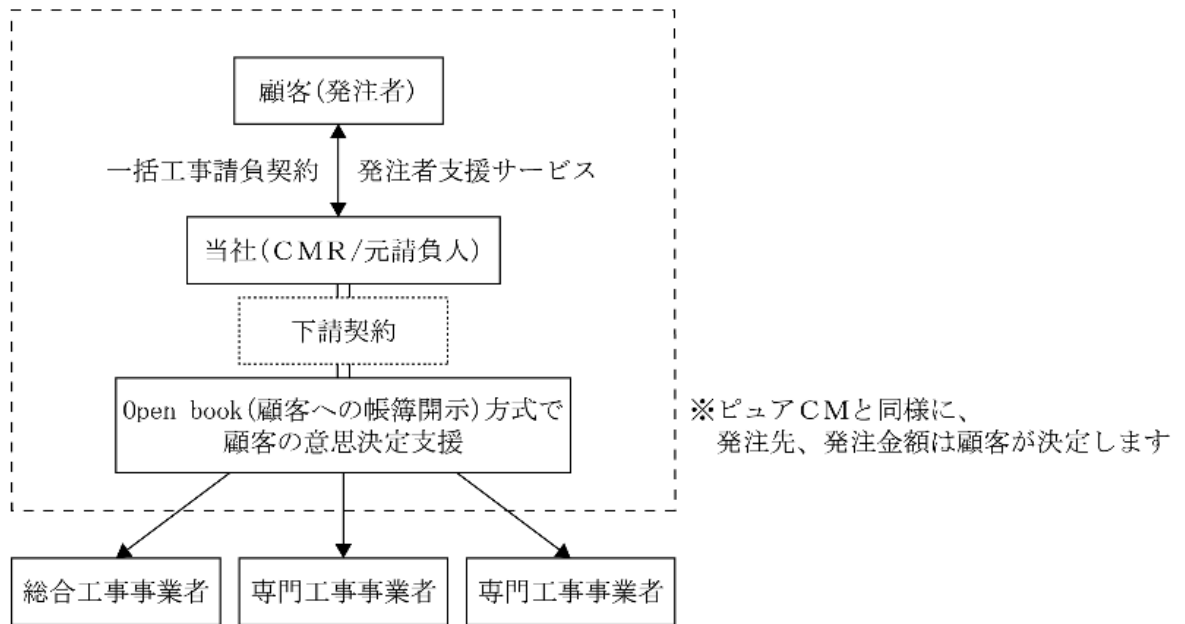 顧客(発注者)
一括工事請負契約
発注者支援サービス
当社(CMR/元請負人)
下請契約
Open book(顧客への帳簿開示)方式で
顧客の意思決定支援
※ピュアCMと同様に、
発注先、発注金額は顧客が決定します
総合工事事業者
専門工事事業者
専門工事事業者